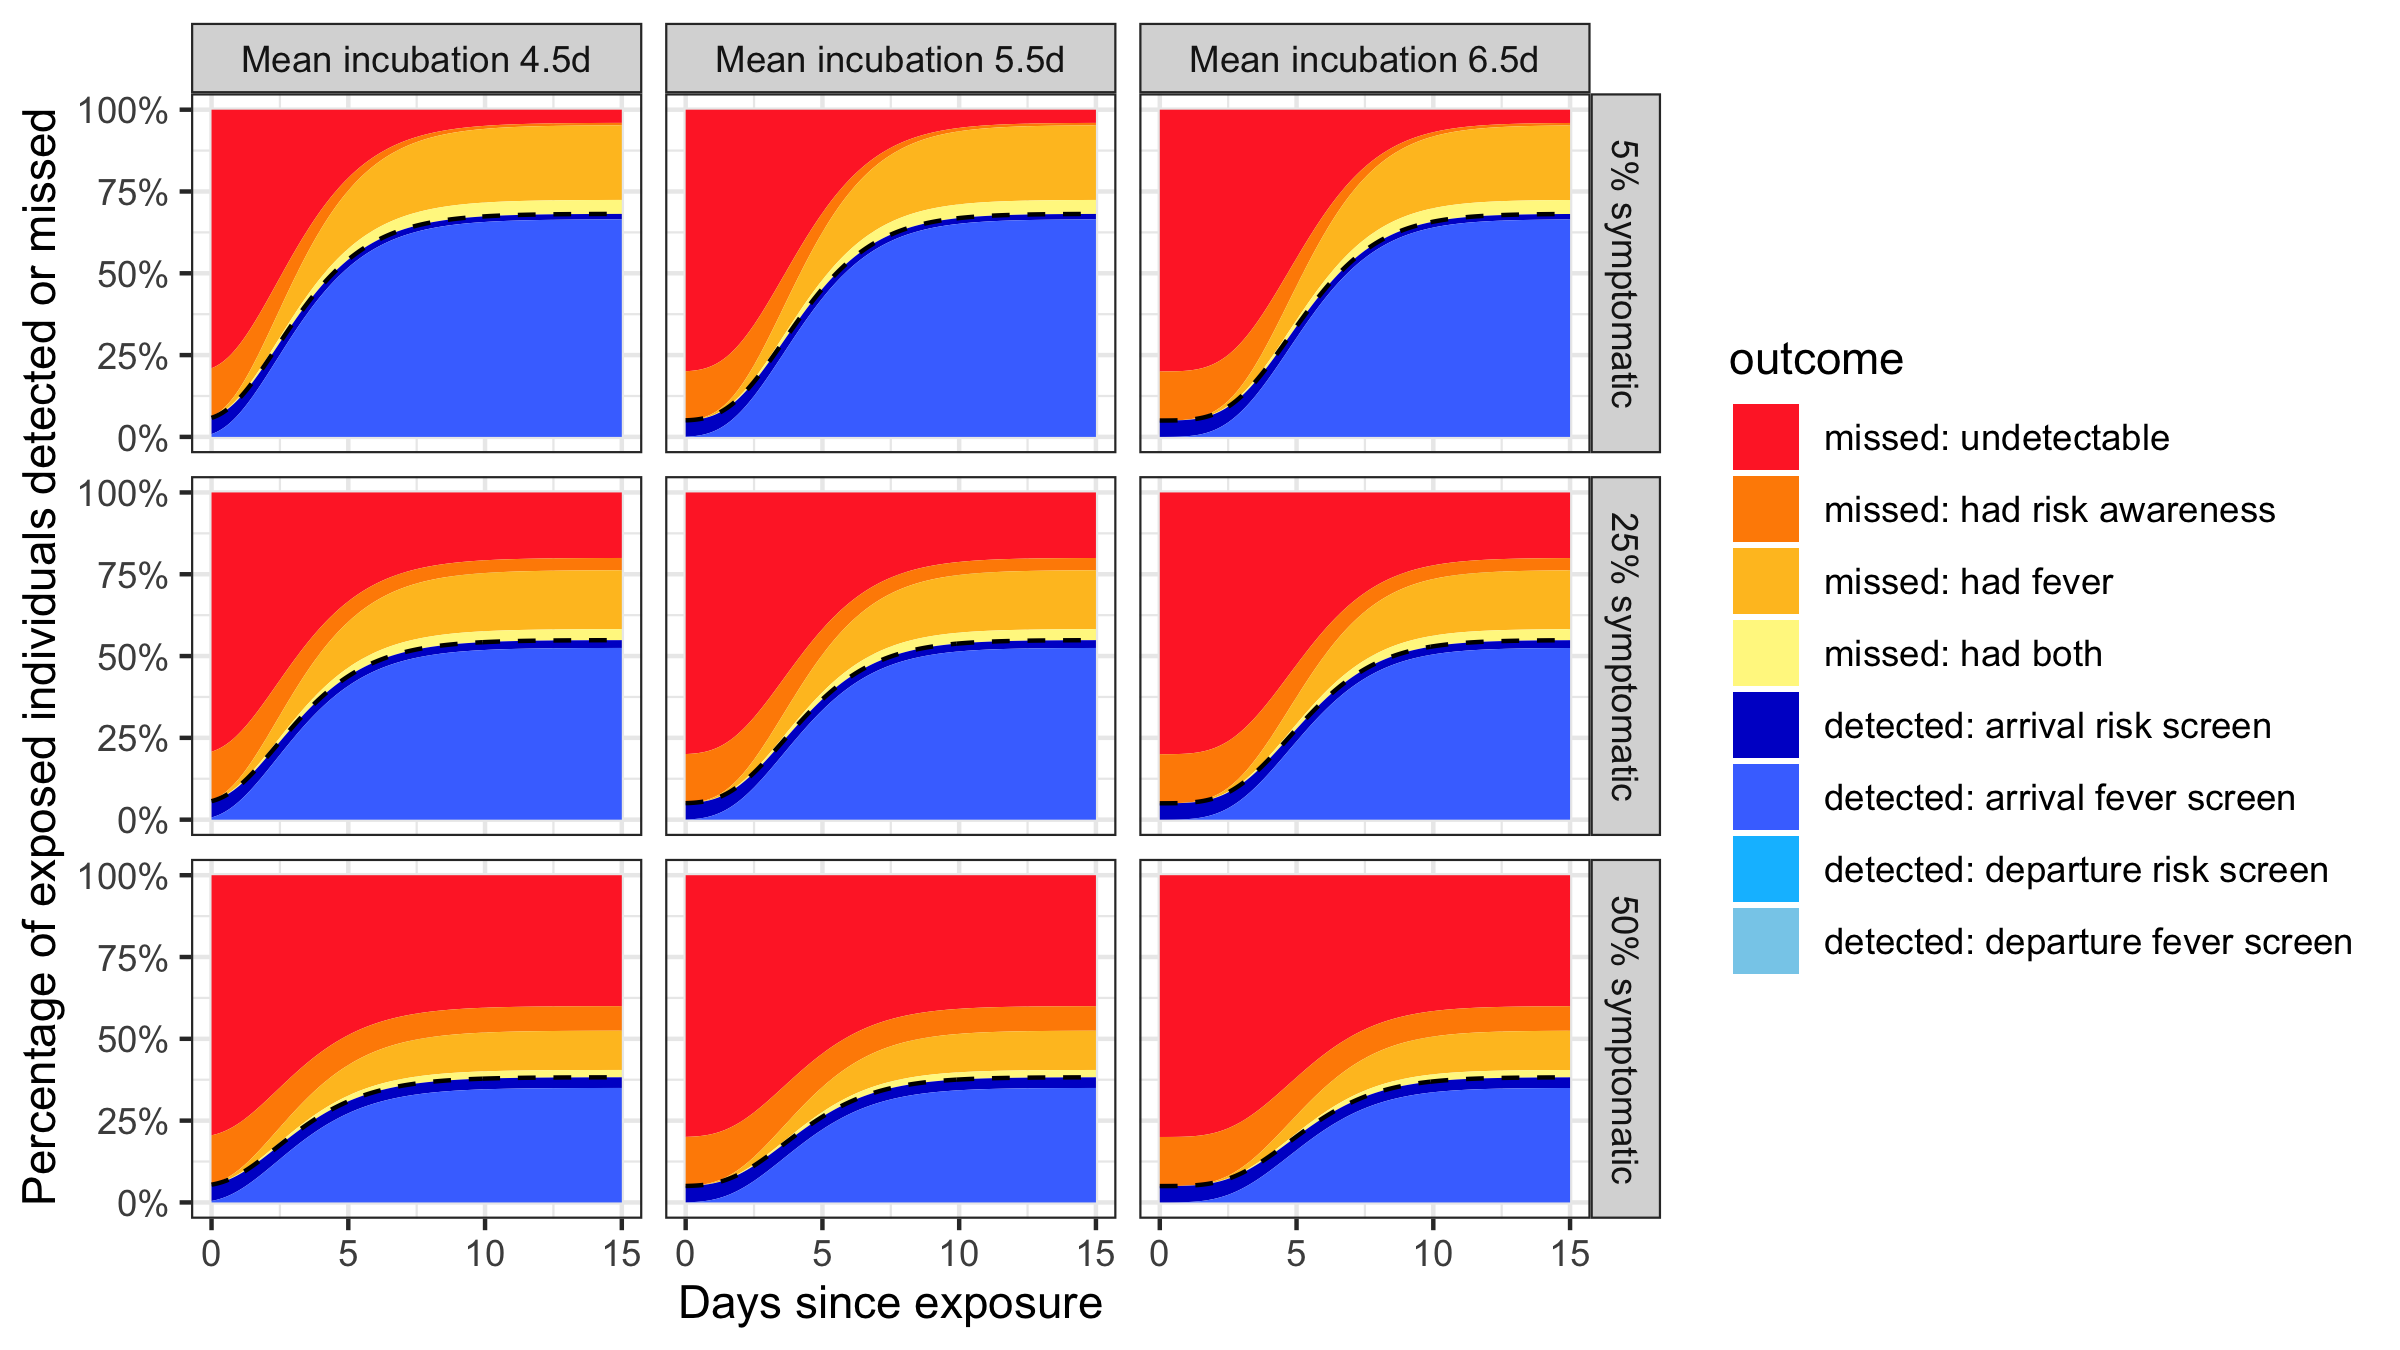 Mean incubation 4.5d
Mean incubation 5.5d
Mean incubation 6.5d
Percentage of exposed individuals detected or missed
100%
75%
50%
25%
0%
5% symptomatic
100%
75%
50%
25%
0%
25% symptomatic
100%
75%
50%
25%
0%
50% symptomatic
0 5 10 15
0 5 10 15
0 5 10 15
Days since exposure
outcome
missed: undetectable
missed: had risk awareness
missed: had fever
missed: had both
detected: arrival risk screen
detected: arrival fever screen
detected: departure risk screen
detected: departure fever screen